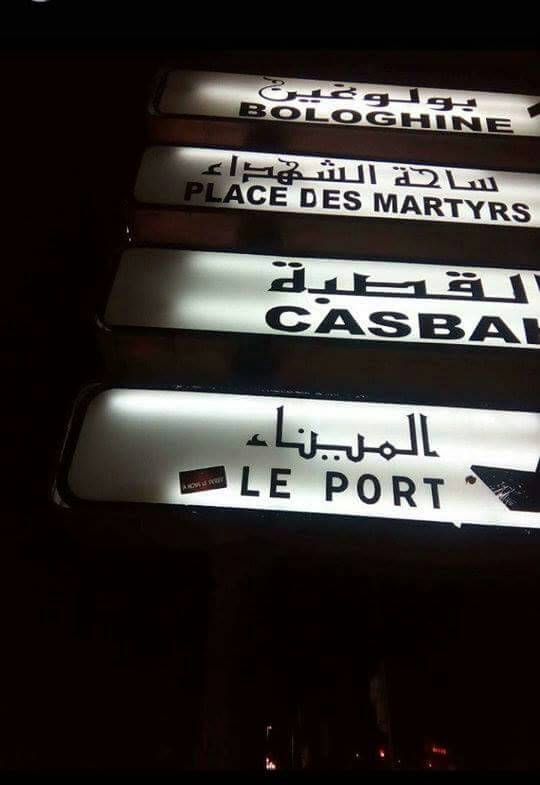 بولوغين
BOLOGHINE
ساحة الشهداء
PLACE DES MARTYRS
القصبة
CASBAH
الميناء
LE PORT